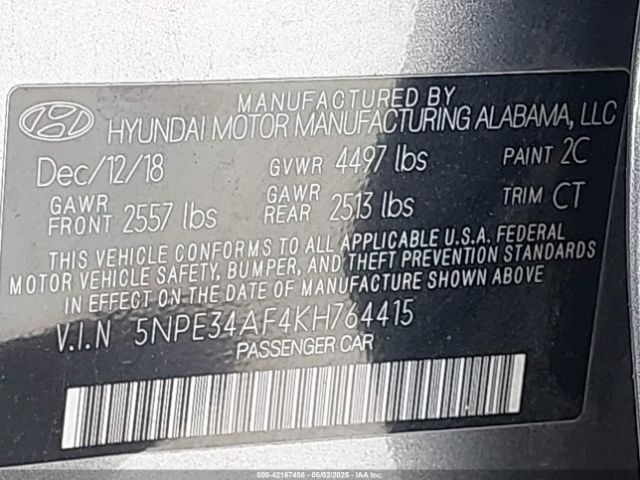 MANUFACTURED BY
HYUNDAI MOTOR MANUFACTURING ALABAMA, LLC
Dec/12/18 GVWR 4497 lbs PAINT 2C
GAWR FRONT 2557 lbs GAWR REAR 2513 lbs TRIM CT
THIS VEHICLE CONFORMS TO ALL APPLICABLE U.S.A. FEDERAL
MOTOR VEHICLE SAFETY, BUMPER, AND THEFT PREVENTION STANDARDS
IN EFFECT ON THE DATE OF MANUFACTURE SHOWN ABOVE
V.I.N 5NPE34AF4KH764415
PASSENGER CAR
000-42167458 - 05/02/2025 - IAAI. Inc.